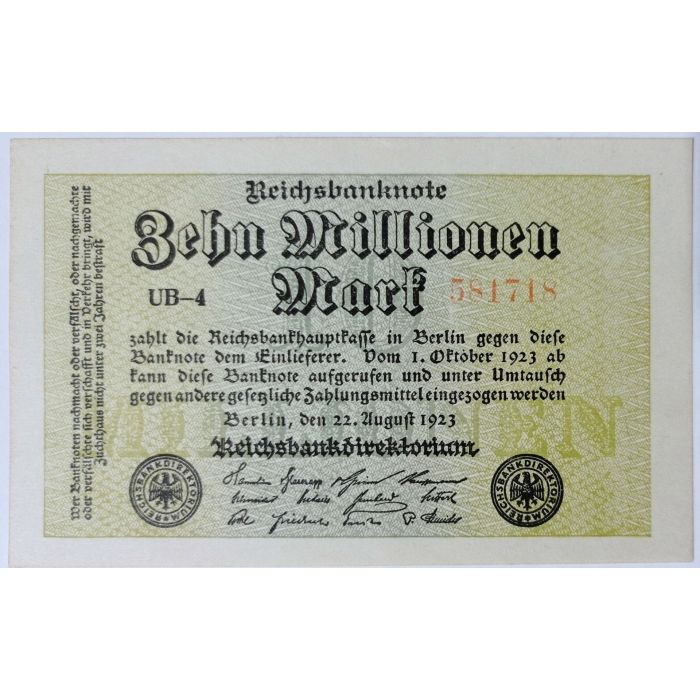 Reichsbanknote
Zehn Millionen
Mark
UB-4
581718
zahlt die Reichsbankhauptkasse in Berlin gegen diese
Banknote dem Einlieferer. Vom 1. Oktober 1923 ab
kann diese Banknote aufgerufen und unter Umtausch
gegen andere gesetzliche Zahlungsmittel eingezogen werden
Berlin, den 22. August 1923
Reichsbankdirektorium
REICHSBANKDIREKTORIUM
REICHSBANKDIREKTORIUM
Wer Banknoten nachmacht oder verfälscht, oder nachgemachte
oder verfälschte sich verschafft und in Verkehr bringt, wird mit
Zuchthaus nicht unter zwei Jahren bestraft